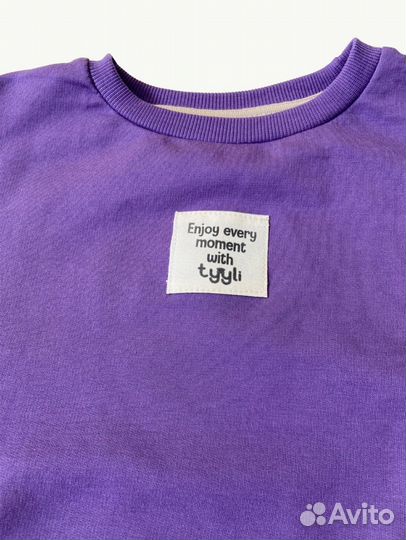 Enjoy every
moment
with
tyyli
Avito